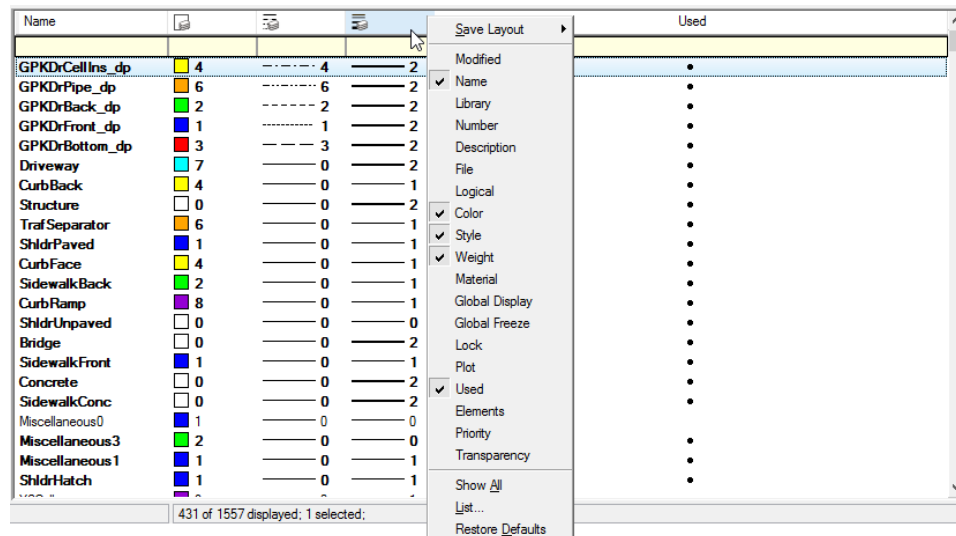 Name Used
GPKDrCellIns_dp 4 4 2
GPKDrPipe_dp 6 6 2
GPKDrBack_dp 2 2 2
GPKDrFront_dp 1 1 2
GPKDrBottom_dp 3 3 2
Driveway 7 0 2
CurbBack 4 0 1
Structure 0 0 2
TrafSeparator 6 0 1
ShldrPaved 1 0 1
CurbFace 4 0 1
SidewalkBack 2 0 1
CurbRamp 8 0 1
ShldrUnpaved 0 0 0
Bridge 0 0 2
SidewalkFront 1 0 1
Concrete 0 0 2
SidewalkConc 0 0 2
Miscellaneous0 1 0 0
Miscellaneous3 2 0 0
Miscellaneous1 1 0 1
ShldrHatch 1 0 1
431 of 1557 displayed; 1 selected;
Save Layout
Modified
Name
Library
Number
Description
File
Logical
Color
Style
Weight
Material
Global Display
Global Freeze
Lock
Plot
Used
Elements
Priority
Transparency
Show All
List...
Restore Defaults